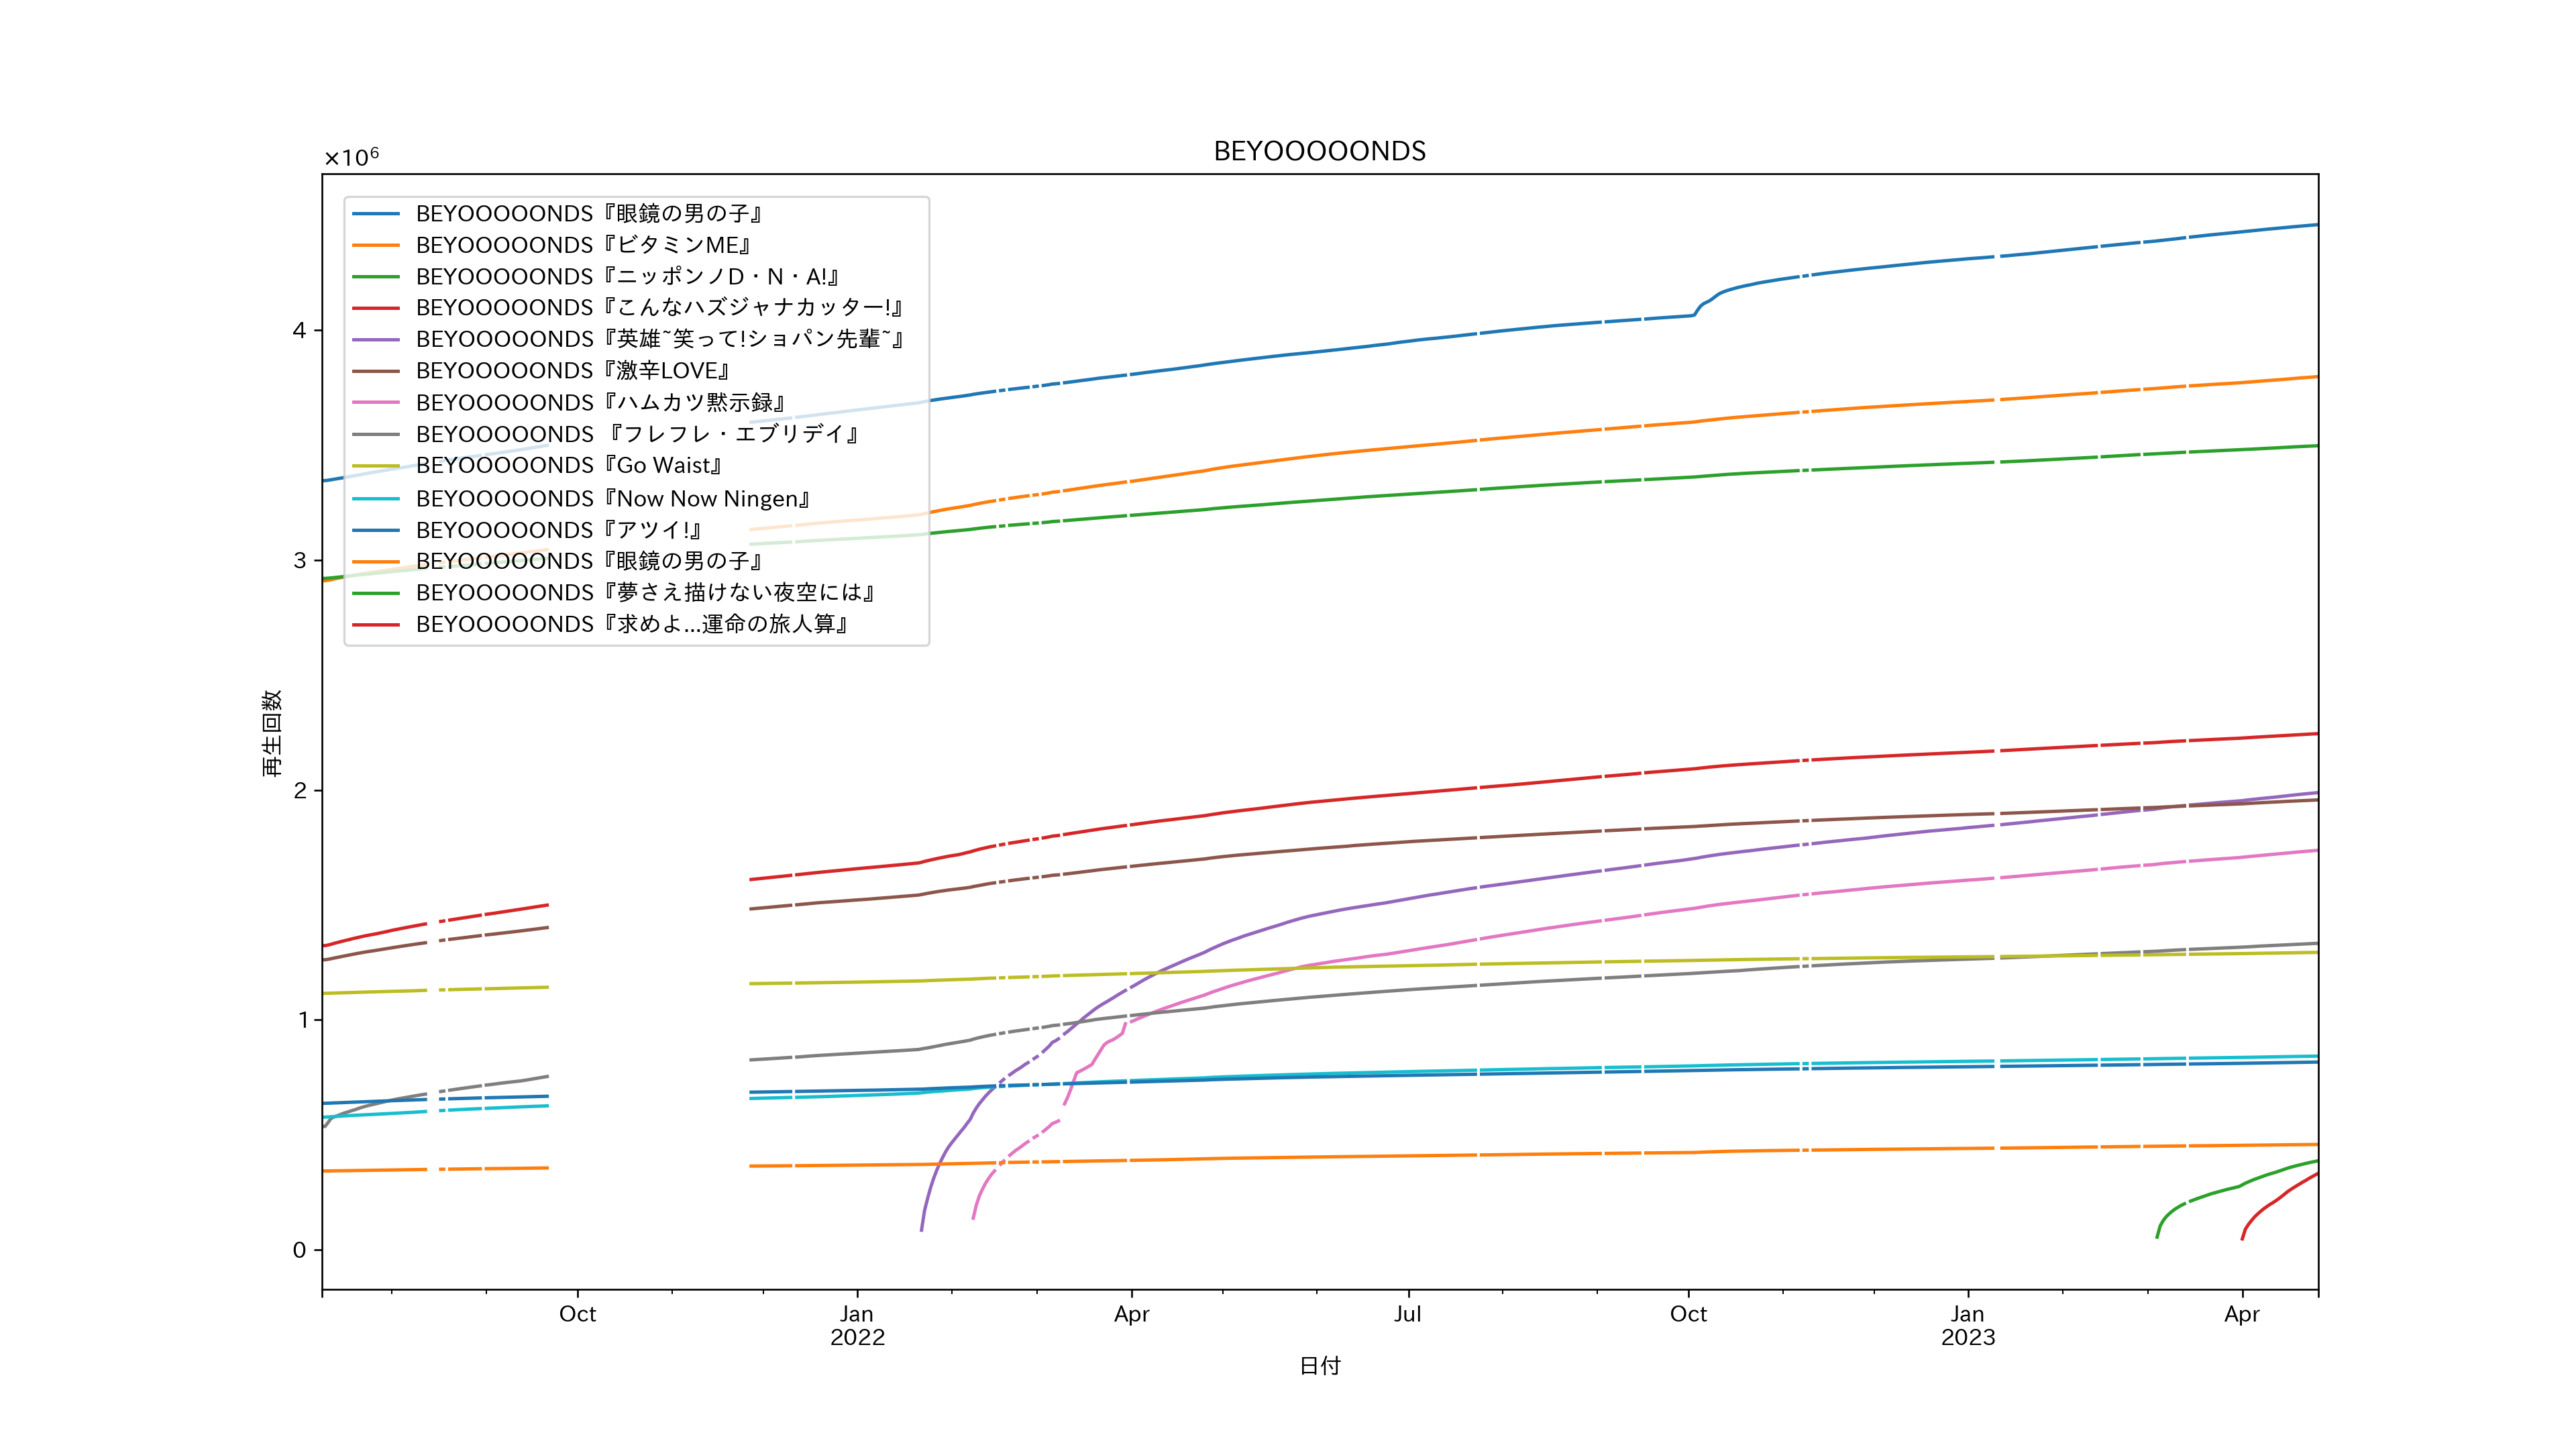 BEYOOOOONDS
×10⁶
BEYOOOOONDS『眼鏡の男の子』
BEYOOOOONDS『ビタミンME』
BEYOOOOONDS『ニッポンノD・N・A!』
BEYOOOOONDS『こんなハズジャナカッター!』
BEYOOOOONDS『英雄~笑って!ショパン先輩~』
BEYOOOOONDS『激辛LOVE』
BEYOOOOONDS『ハムカツ黙示録』
BEYOOOOONDS 『フレフレ・エブリデイ』
BEYOOOOONDS『Go Waist』
BEYOOOOONDS『Now Now Ningen』
BEYOOOOONDS『アツイ!』
BEYOOOOONDS『眼鏡の男の子』
BEYOOOOONDS『夢さえ描けない夜空には』
BEYOOOOONDS『求めよ...運命の旅人算』
4
3
2
1
0
再生回数
Oct
Jan
2022
Apr
Jul
Oct
Jan
2023
Apr
日付